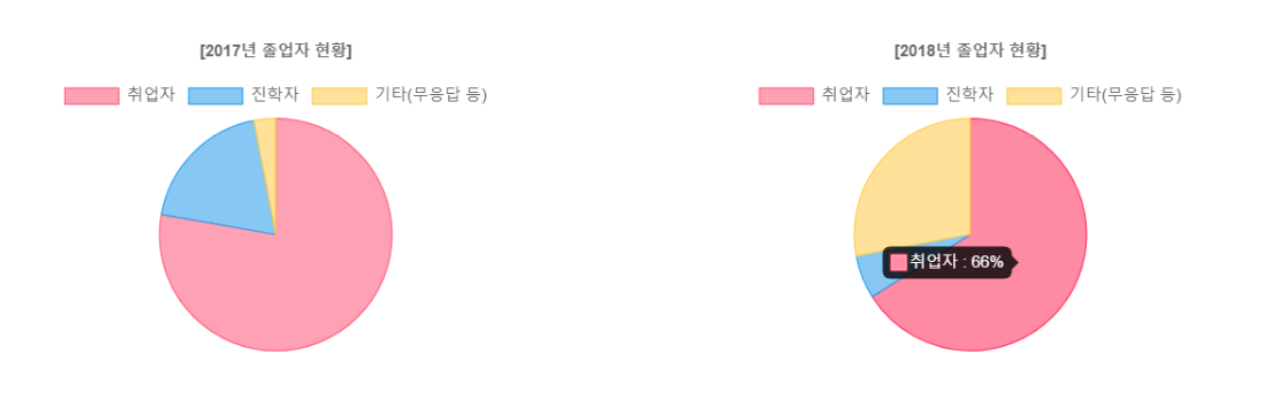 [2017년 졸업자 현황]
취업자 진학자 기타(무응답 등)
[2018년 졸업자 현황]
취업자 진학자 기타(무응답 등)
취업자 : 66%